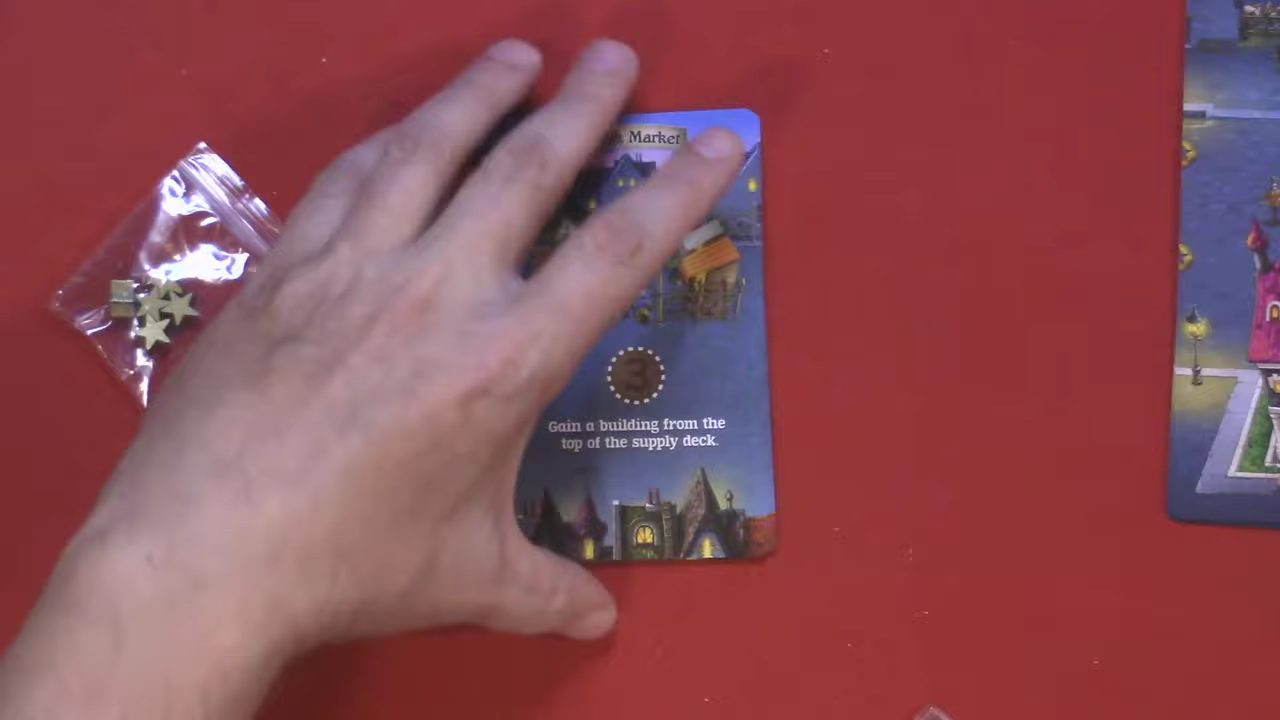 Market
3
Gain a building from the
top of the supply deck.